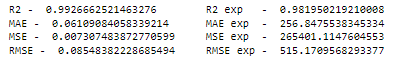 R2 - 0.9926662521463276 R2 exp - 0.981950219210008
MAE - 0.06109084058339214 MAE exp - 256.8475538345334
MSE - 0.007307483872770599 MSE exp - 265401.1147604553
RMSE - 0.08548382228685494 RMSE exp - 515.1709568293377